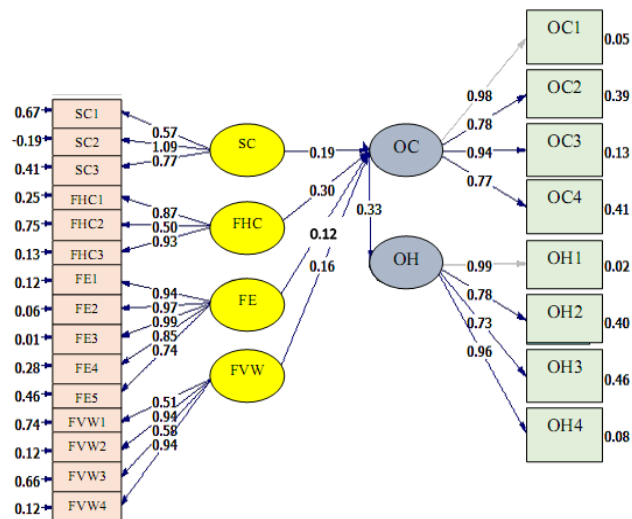 0.67 SC1
-0.19 SC2
0.41 SC3
0.25 FHC1
0.75 FHC2
0.13 FHC3
0.12 FE1
0.06 FE2
0.01 FE3
0.28 FE4
0.46 FE5
0.74 FVW1
0.12 FVW2
0.66 FVW3
0.12 FVW4
0.57
1.09
0.77
0.87
0.50
0.93
0.94
0.97
0.99
0.85
0.74
0.51
0.94
0.58
0.94
SC
FHC
FE
FVW
0.19
0.30
0.12
0.16
OC
0.33
OH
0.98
0.78
0.94
0.77
0.99
0.78
0.73
0.96
OC1 0.05
OC2 0.39
OC3 0.13
OC4 0.41
OH1 0.02
OH2 0.40
OH3 0.46
OH4 0.08